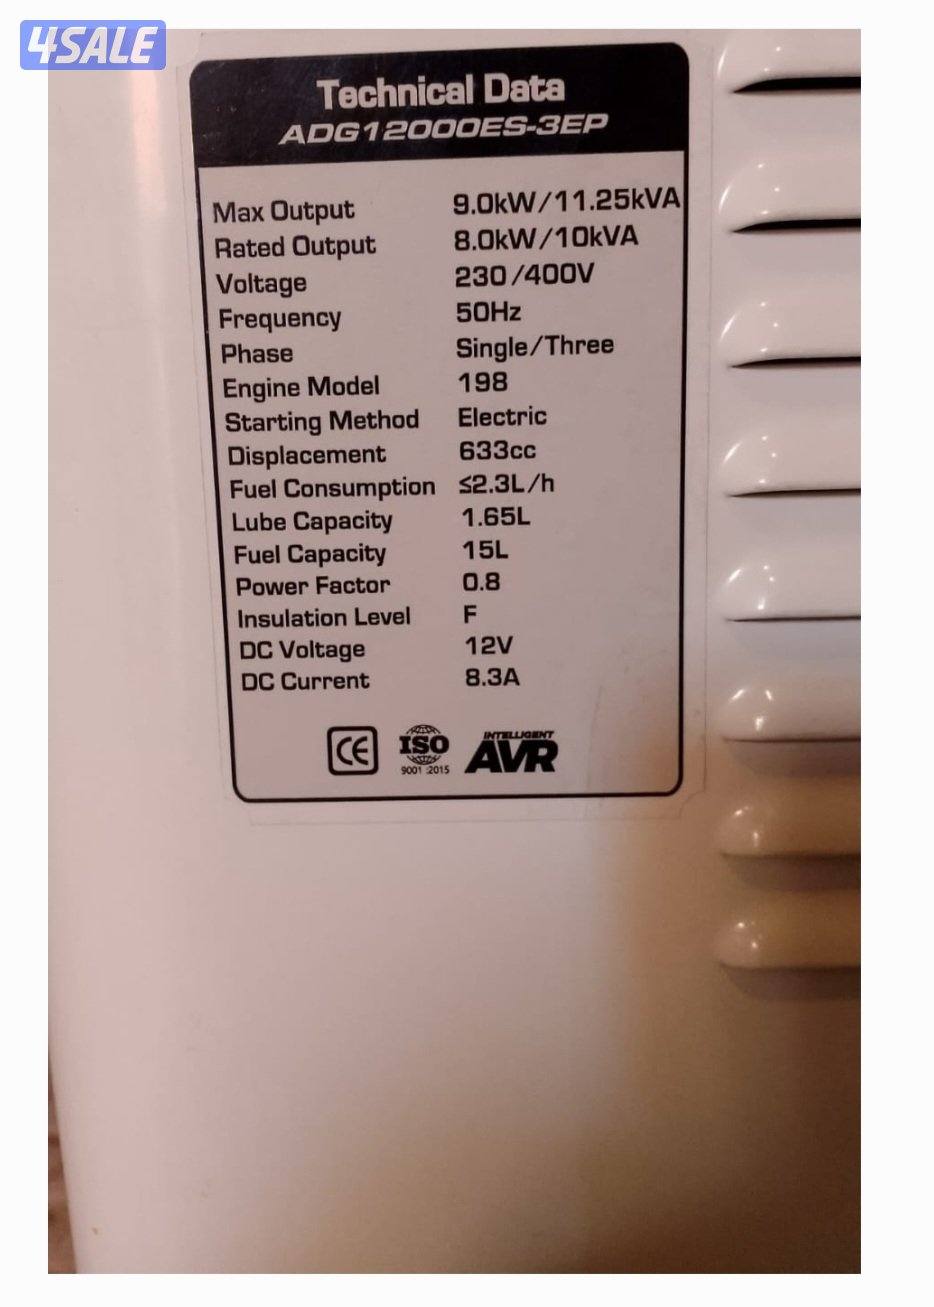 4SALE
Technical Data
ADG12000ES-3EP
Max Output 9.0kW/11.25kVA
Rated Output 8.0kW/10kVA
Voltage 230/400V
Frequency 50Hz
Phase Single/Three
Engine Model 198
Starting Method Electric
Displacement 633cc
Fuel Consumption ≤2.3L/h
Lube Capacity 1.65L
Fuel Capacity 15L
Power Factor 0.8
Insulation Level F
DC Voltage 12V
DC Current 8.3A
CE
ISO
9001:2015
INTELLIGENT
AVR